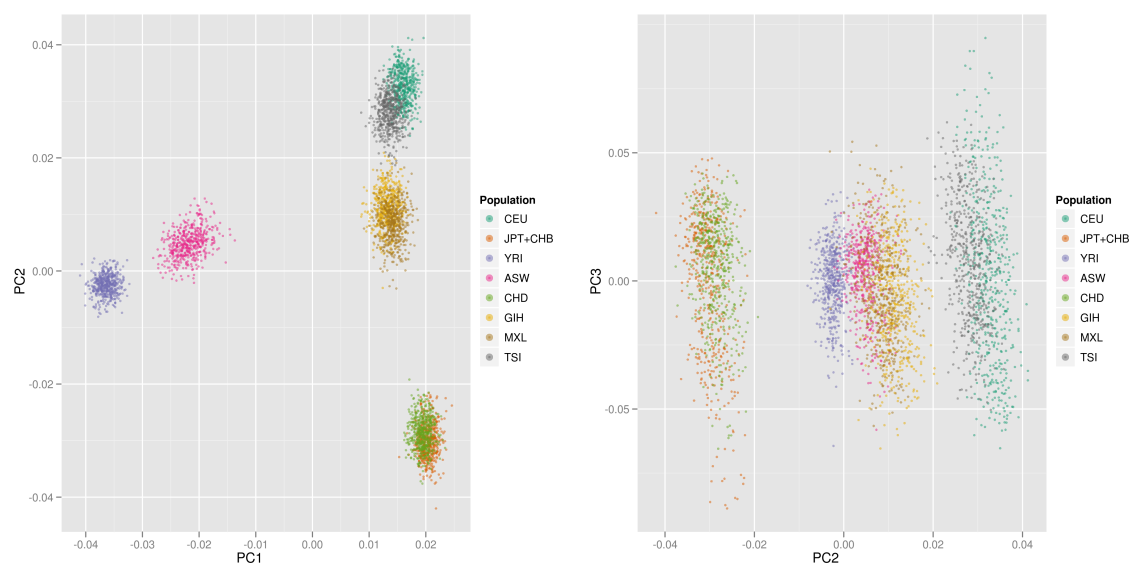 0.04
0.02
0.00
-0.02
-0.04
PC2
-0.04
-0.03
-0.02
-0.01
0.00
0.01
0.02
PC1
Population
CEU
JPT+CHB
YRI
ASW
CHD
GIH
MXL
TSI
0.05
0.00
-0.05
PC3
-0.04
-0.02
0.00
0.02
0.04
PC2
Population
CEU
JPT+CHB
YRI
ASW
CHD
GIH
MXL
TSI